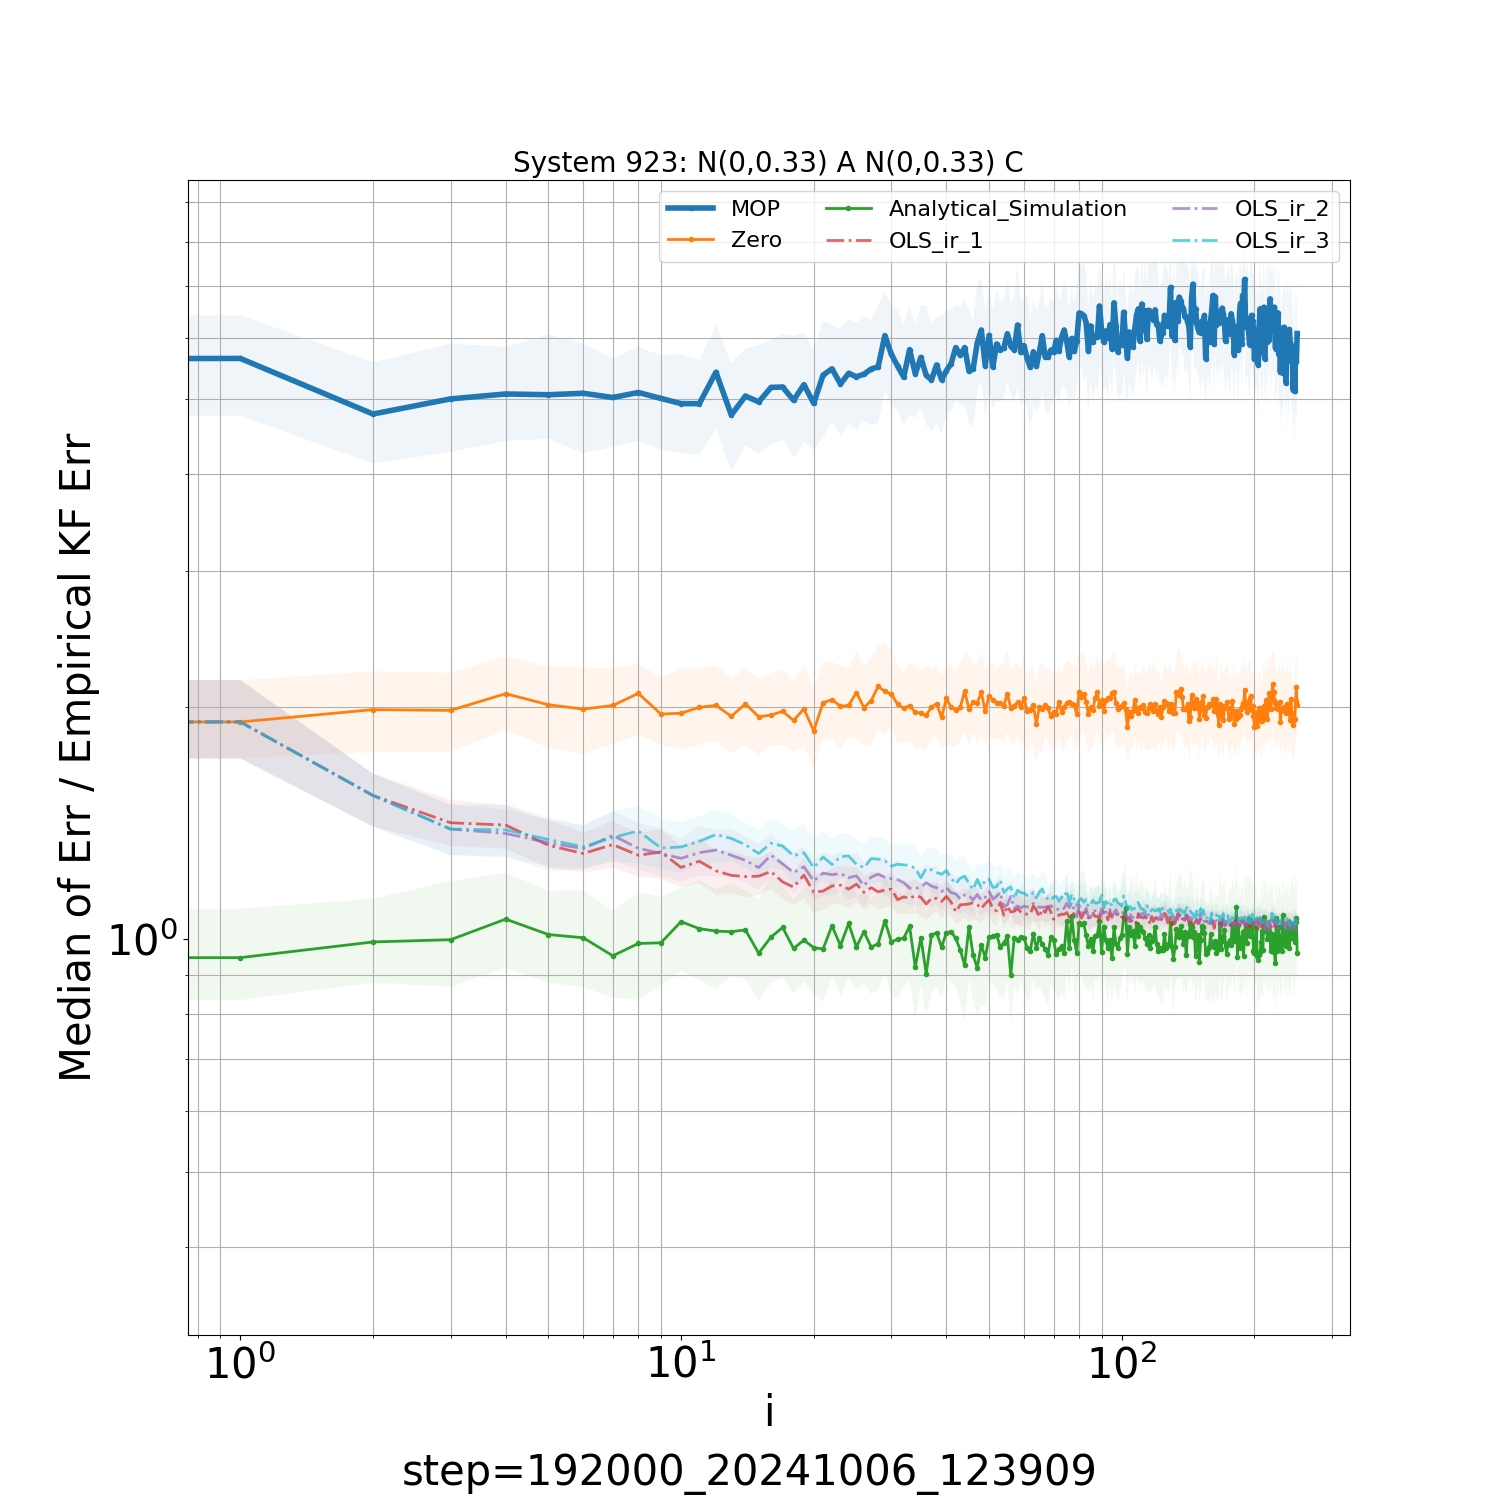 System 923: N(0,0.33) A N(0,0.33) C
MOP
Zero
Analytical_Simulation
OLS_ir_1
OLS_ir_2
OLS_ir_3
Median of Err / Empirical KF Err
10⁰
10⁰ 10¹ 10²
i
step=192000_20241006_123909